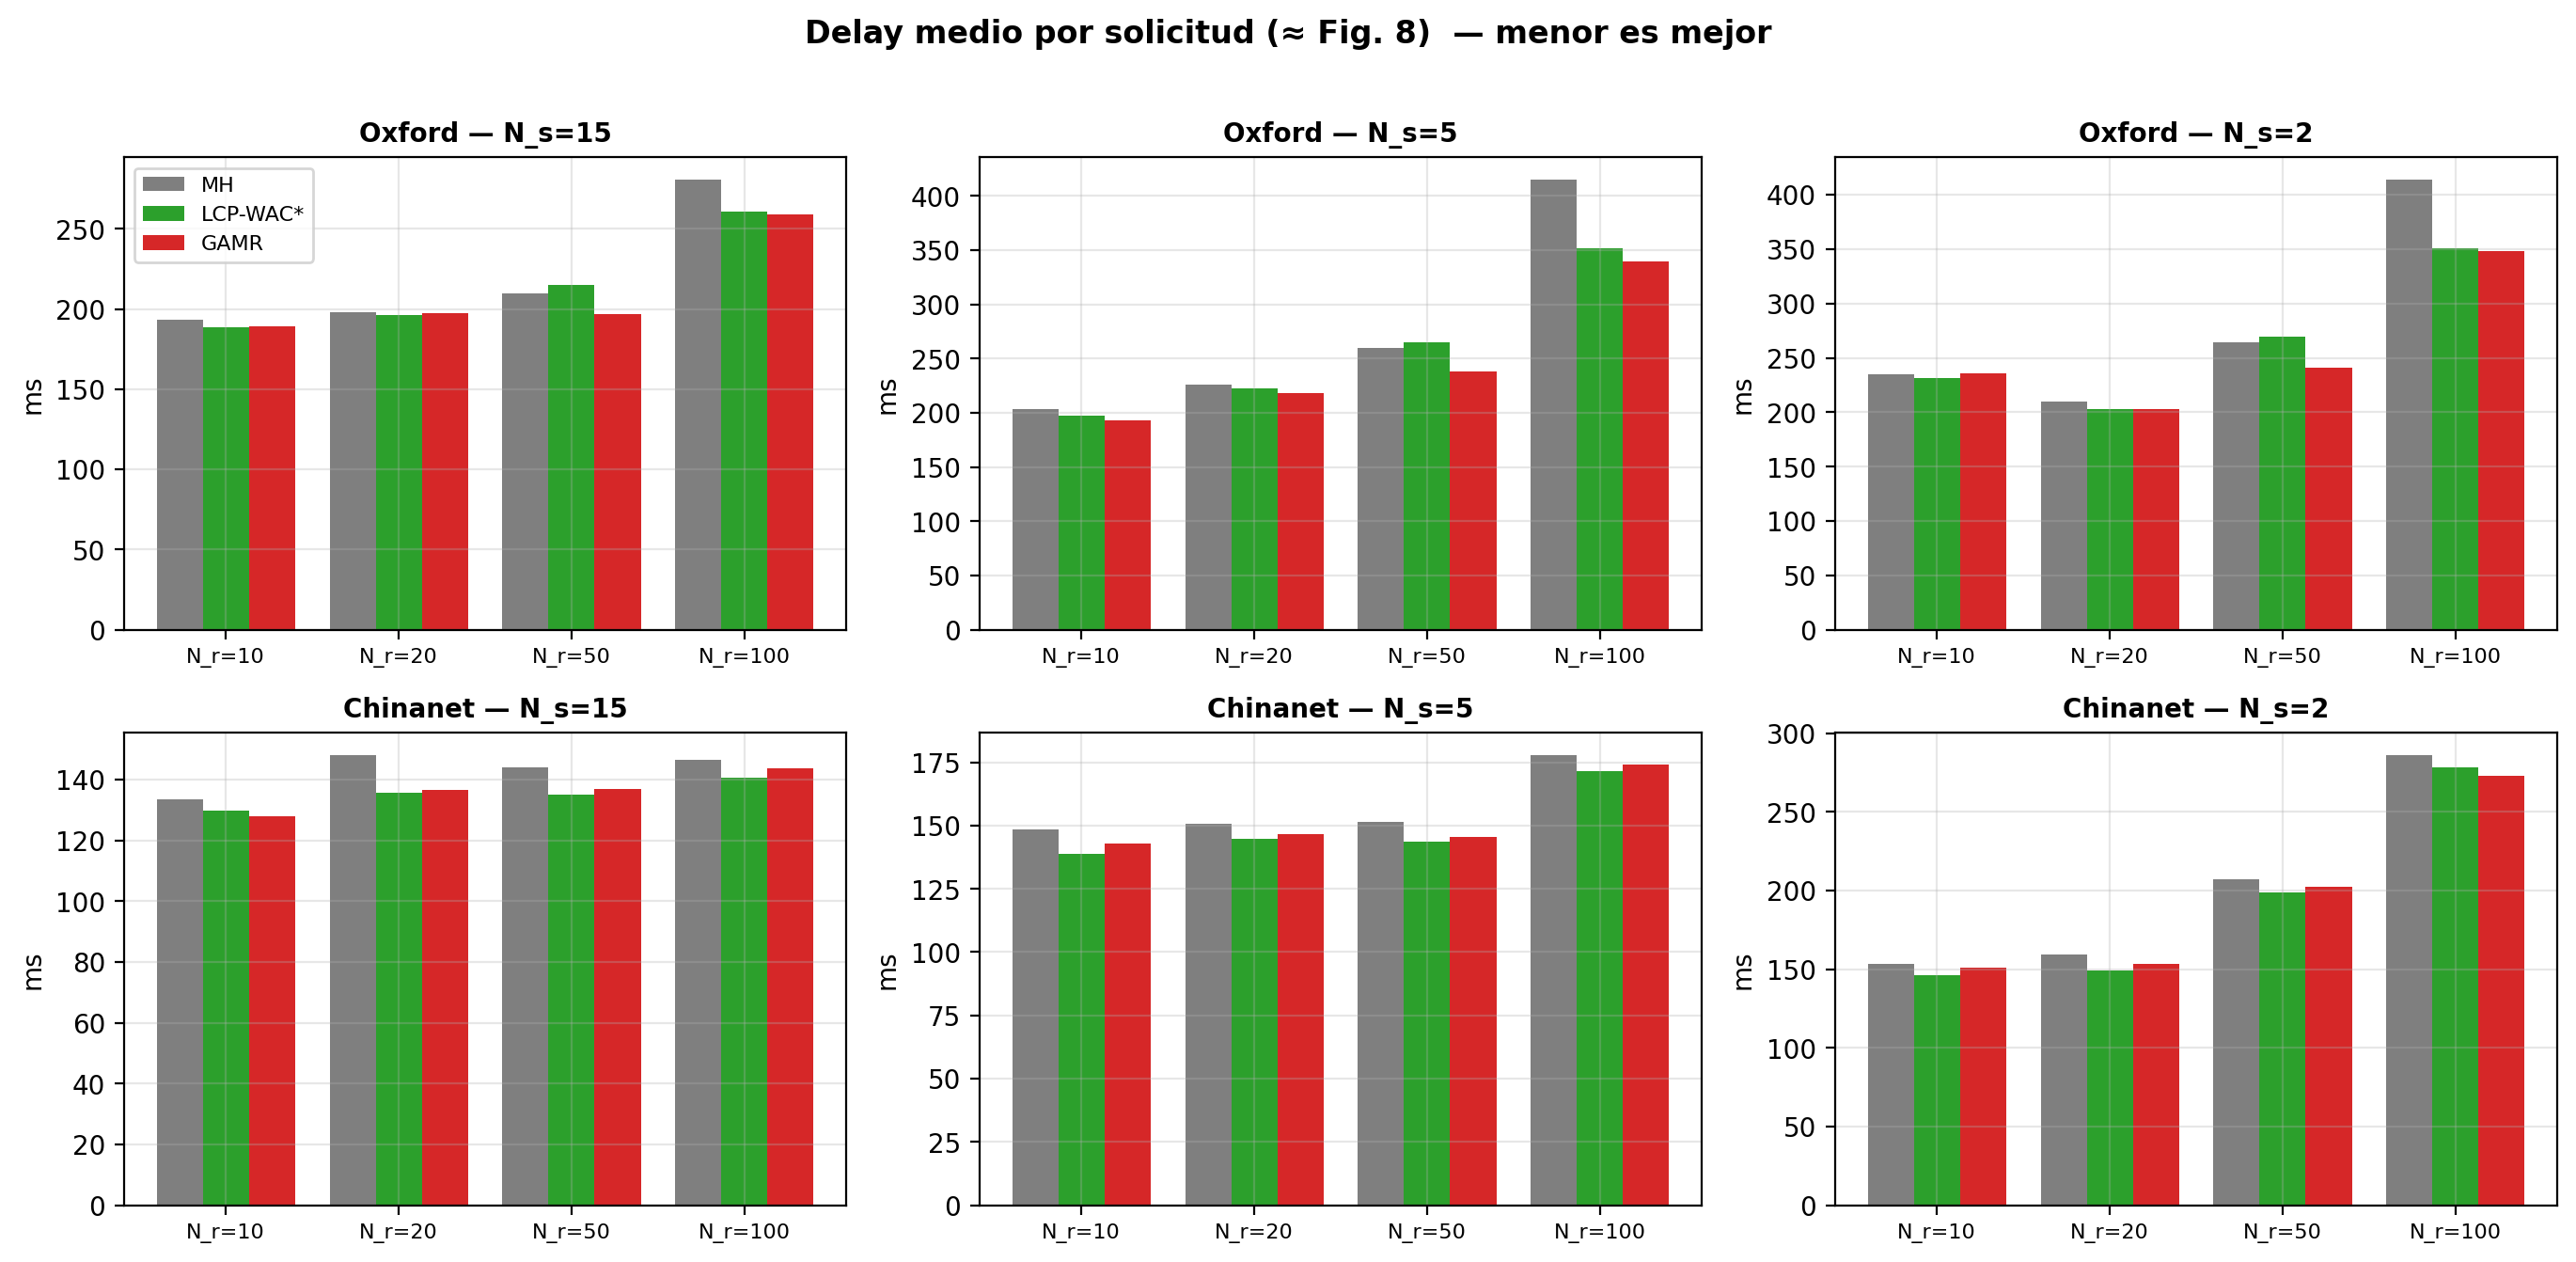 Delay medio por solicitud (≈ Fig. 8)  — menor es mejor
Oxford — N_s=15
MH
LCP-WAC*
GAMR
250
200
150
100
50
0
ms
N_r=10
N_r=20
N_r=50
N_r=100
Oxford — N_s=5
400
350
300
250
200
150
100
50
0
ms
N_r=10
N_r=20
N_r=50
N_r=100
Oxford — N_s=2
400
350
300
250
200
150
100
50
0
ms
N_r=10
N_r=20
N_r=50
N_r=100
Chinanet — N_s=15
140
120
100
80
60
40
20
0
ms
N_r=10
N_r=20
N_r=50
N_r=100
Chinanet — N_s=5
175
150
125
100
75
50
25
0
ms
N_r=10
N_r=20
N_r=50
N_r=100
Chinanet — N_s=2
300
250
200
150
100
50
0
ms
N_r=10
N_r=20
N_r=50
N_r=100